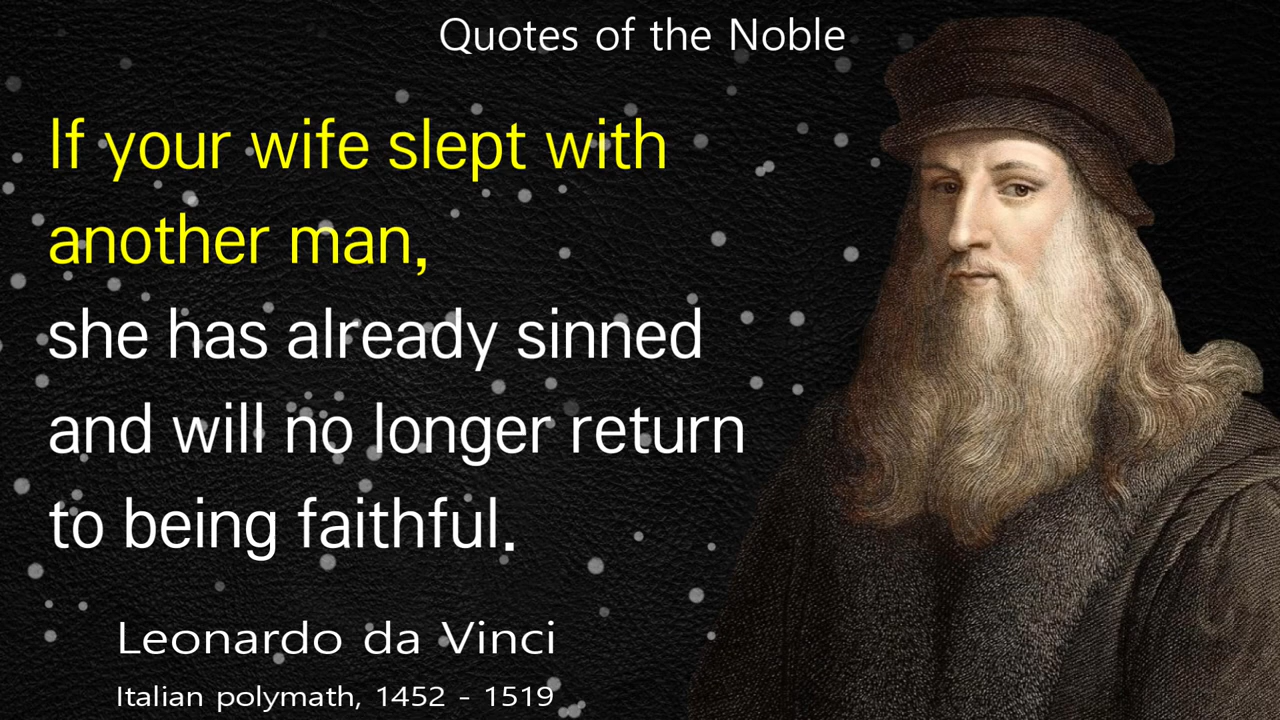 Quotes of the Noble
If your wife slept with
another man,
she has already sinned
and will no longer return
to being faithful.
Leonardo da Vinci
Italian polymath, 1452 - 1519